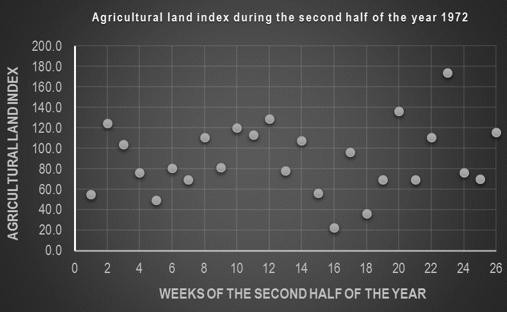 Agricultural land index during the second half of the year 1972
200.0
180.0
160.0
140.0
120.0
100.0
80.0
60.0
40.0
20.0
0.0
AGRICULTURAL LAND INDEX
0 2 4 6 8 10 12 14 16 18 20 22 24 26
WEEKS OF THE SECOND HALF OF THE YEAR